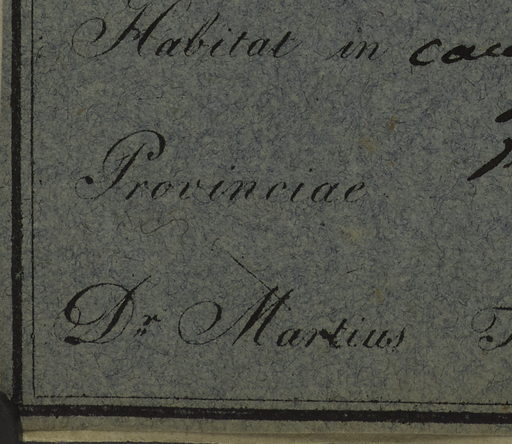 Habitat in
Provinciae
Dr Martius